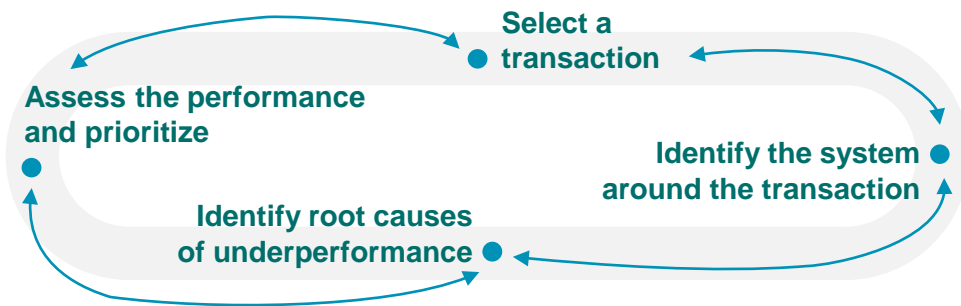 Select a
transaction
Assess the performance
and prioritize
Identify the system
around the transaction
Identify root causes
of underperformance